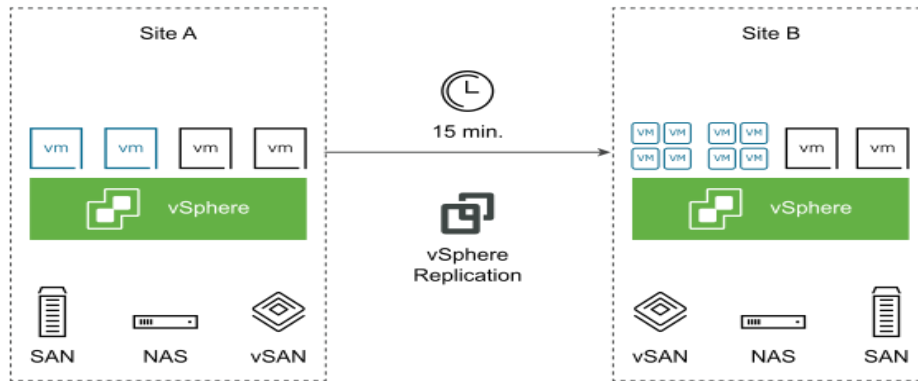 Site A
Site B
15 min.
vm vm vm vm
VM VM VM VM vm vm
VM VM VM VM
vSphere
vSphere
vSphere
Replication
SAN NAS vSAN
vSAN NAS SAN